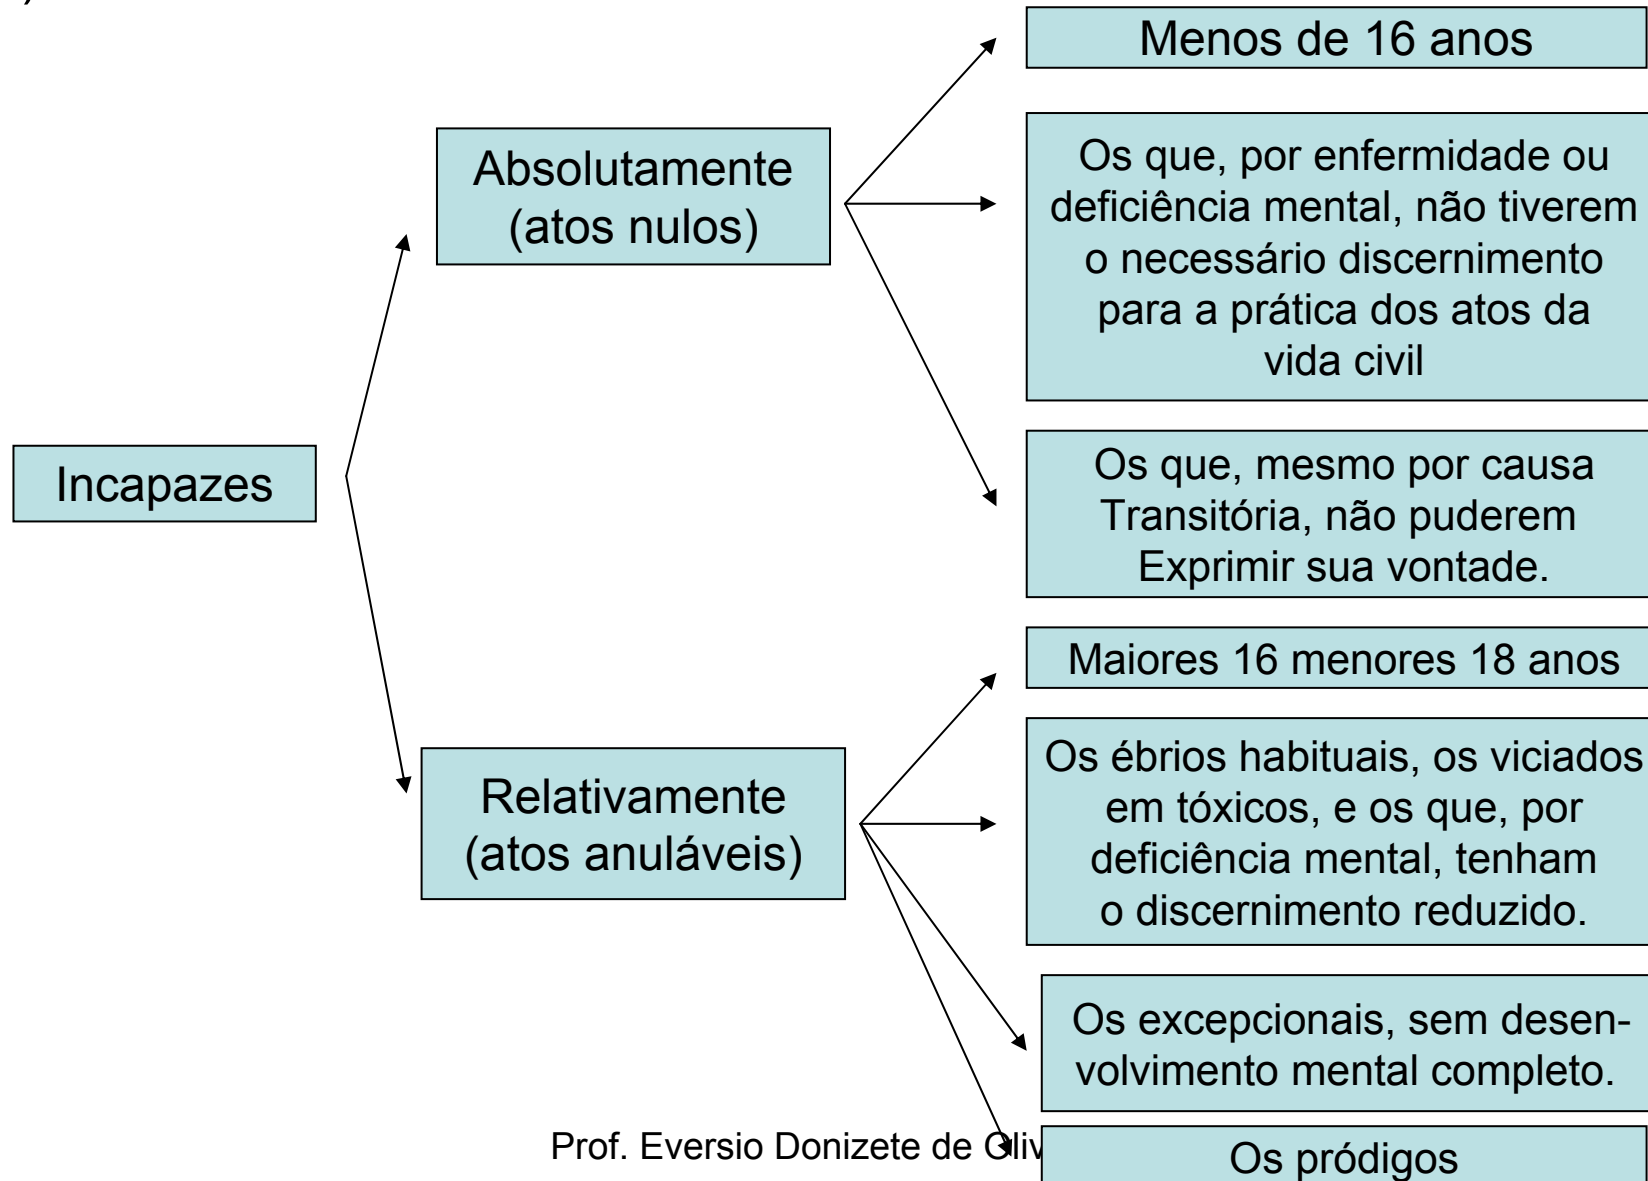 Incapazes
Absolutamente
(atos nulos)
Menos de 16 anos
Os que, por enfermidade ou
deficiência mental, não tiverem
o necessário discernimento
para a prática dos atos da
vida civil
Os que, mesmo por causa
Transitória, não puderem
Exprimir sua vontade.
Relativamente
(atos anuláveis)
Maiores 16 menores 18 anos
Os ébrios habituais, os viciados
em tóxicos, e os que, por
deficiência mental, tenham
o discernimento reduzido.
Os excepcionais, sem desen-
volvimento mental completo.
Os pródigos
Prof. Eversio Donizete de